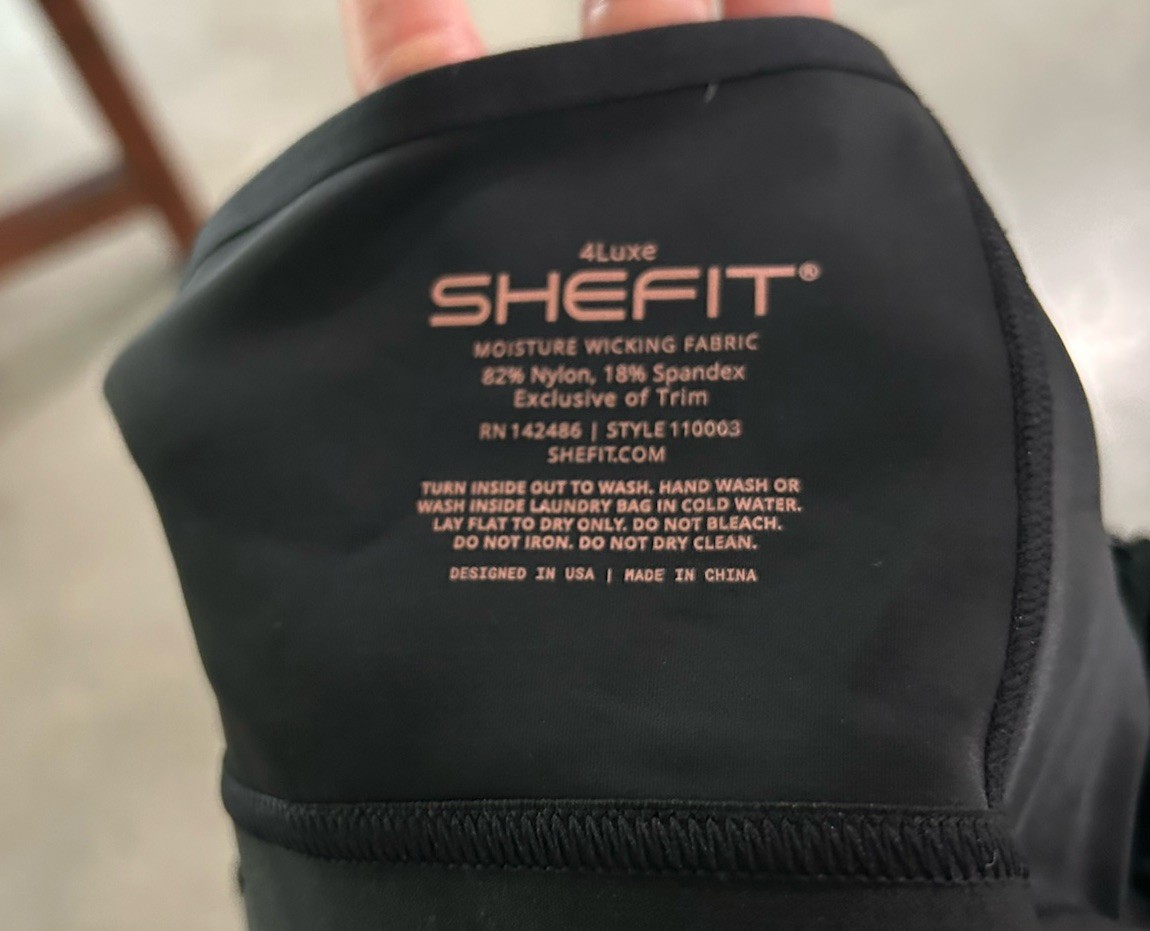 4Luxe
SHEFIT®
MOISTURE WICKING FABRIC
82% Nylon, 18% Spandex
Exclusive of Trim
RN 142486 | STYLE 110003
SHEFIT.COM
TURN INSIDE OUT TO WASH. HAND WASH OR
WASH INSIDE LAUNDRY BAG IN COLD WATER.
LAY FLAT TO DRY ONLY. DO NOT BLEACH.
DO NOT IRON. DO NOT DRY CLEAN.
DESIGNED IN USA | MADE IN CHINA